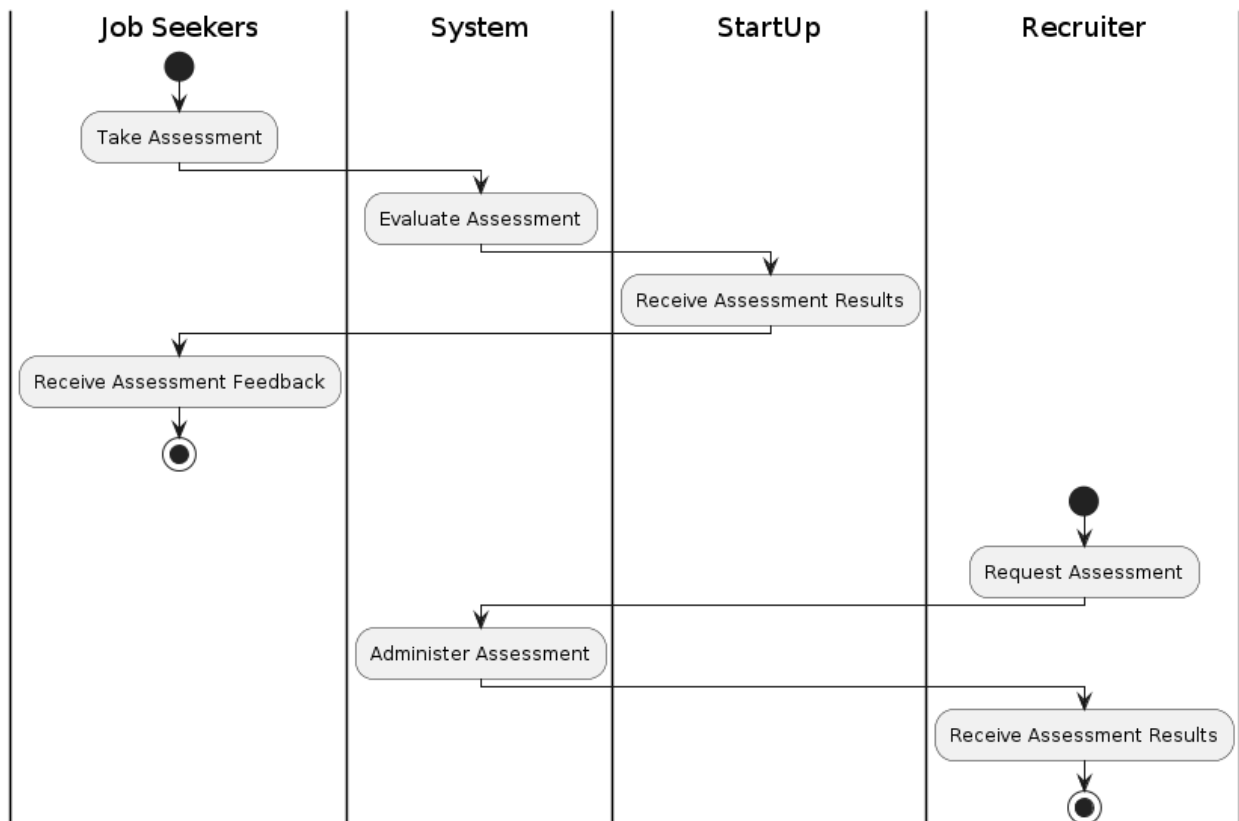 Job Seekers
System
StartUp
Recruiter
Take Assessment
Evaluate Assessment
Receive Assessment Results
Receive Assessment Feedback
Request Assessment
Administer Assessment
Receive Assessment Results